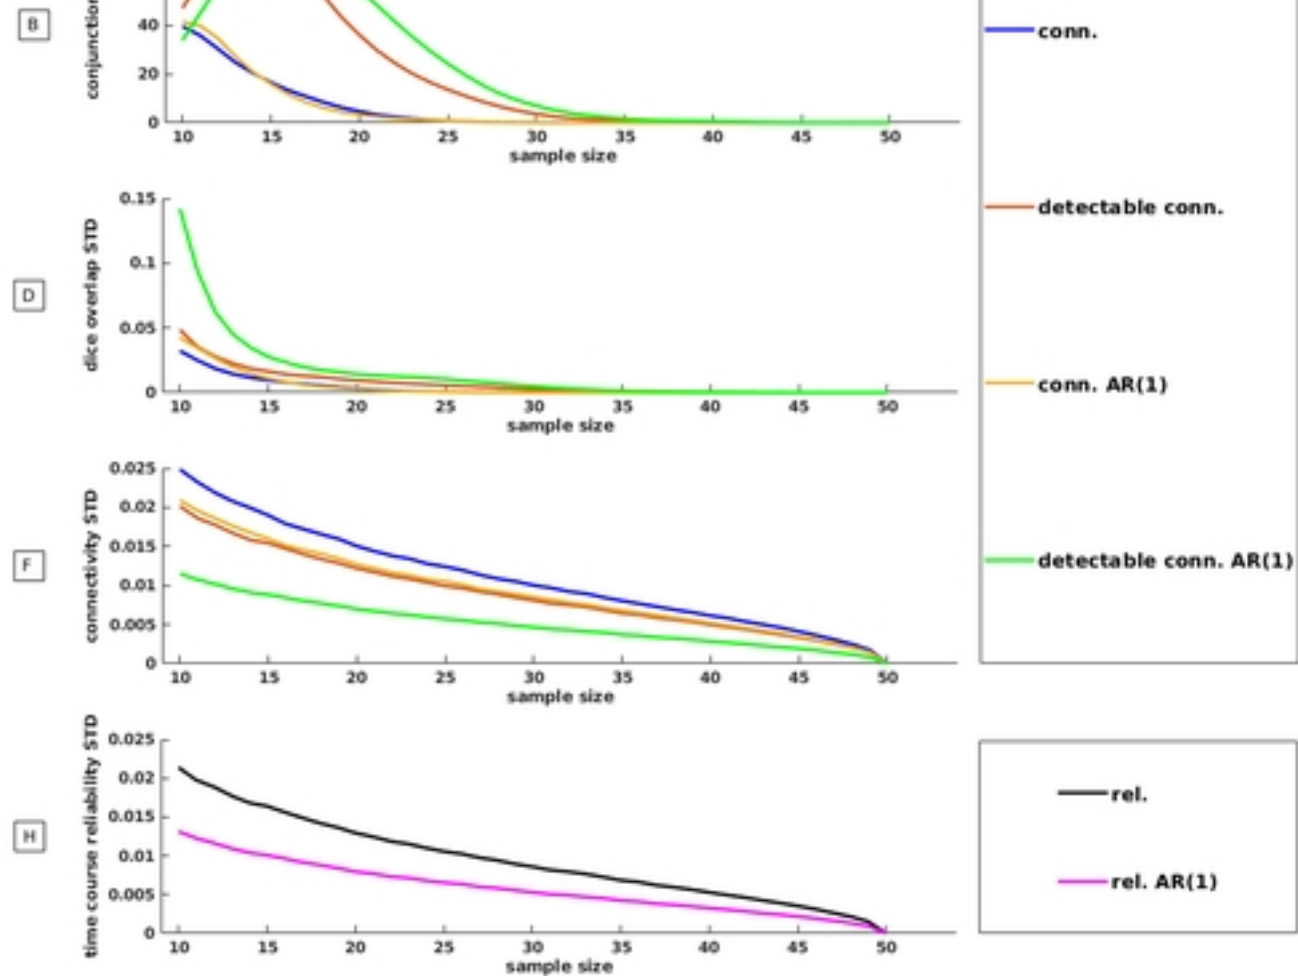 B
conjunction
40
20
0
10 15 20 25 30 35 40 45 50
sample size
D
dice overlap STD
0.15
0.1
0.05
0
10 15 20 25 30 35 40 45 50
sample size
F
connectivity STD
0.025
0.02
0.015
0.01
0.005
0
10 15 20 25 30 35 40 45 50
sample size
H
time course reliability STD
0.025
0.02
0.015
0.01
0.005
0
10 15 20 25 30 35 40 45 50
sample size
conn.
detectable conn.
conn. AR(1)
detectable conn. AR(1)
rel.
rel. AR(1)